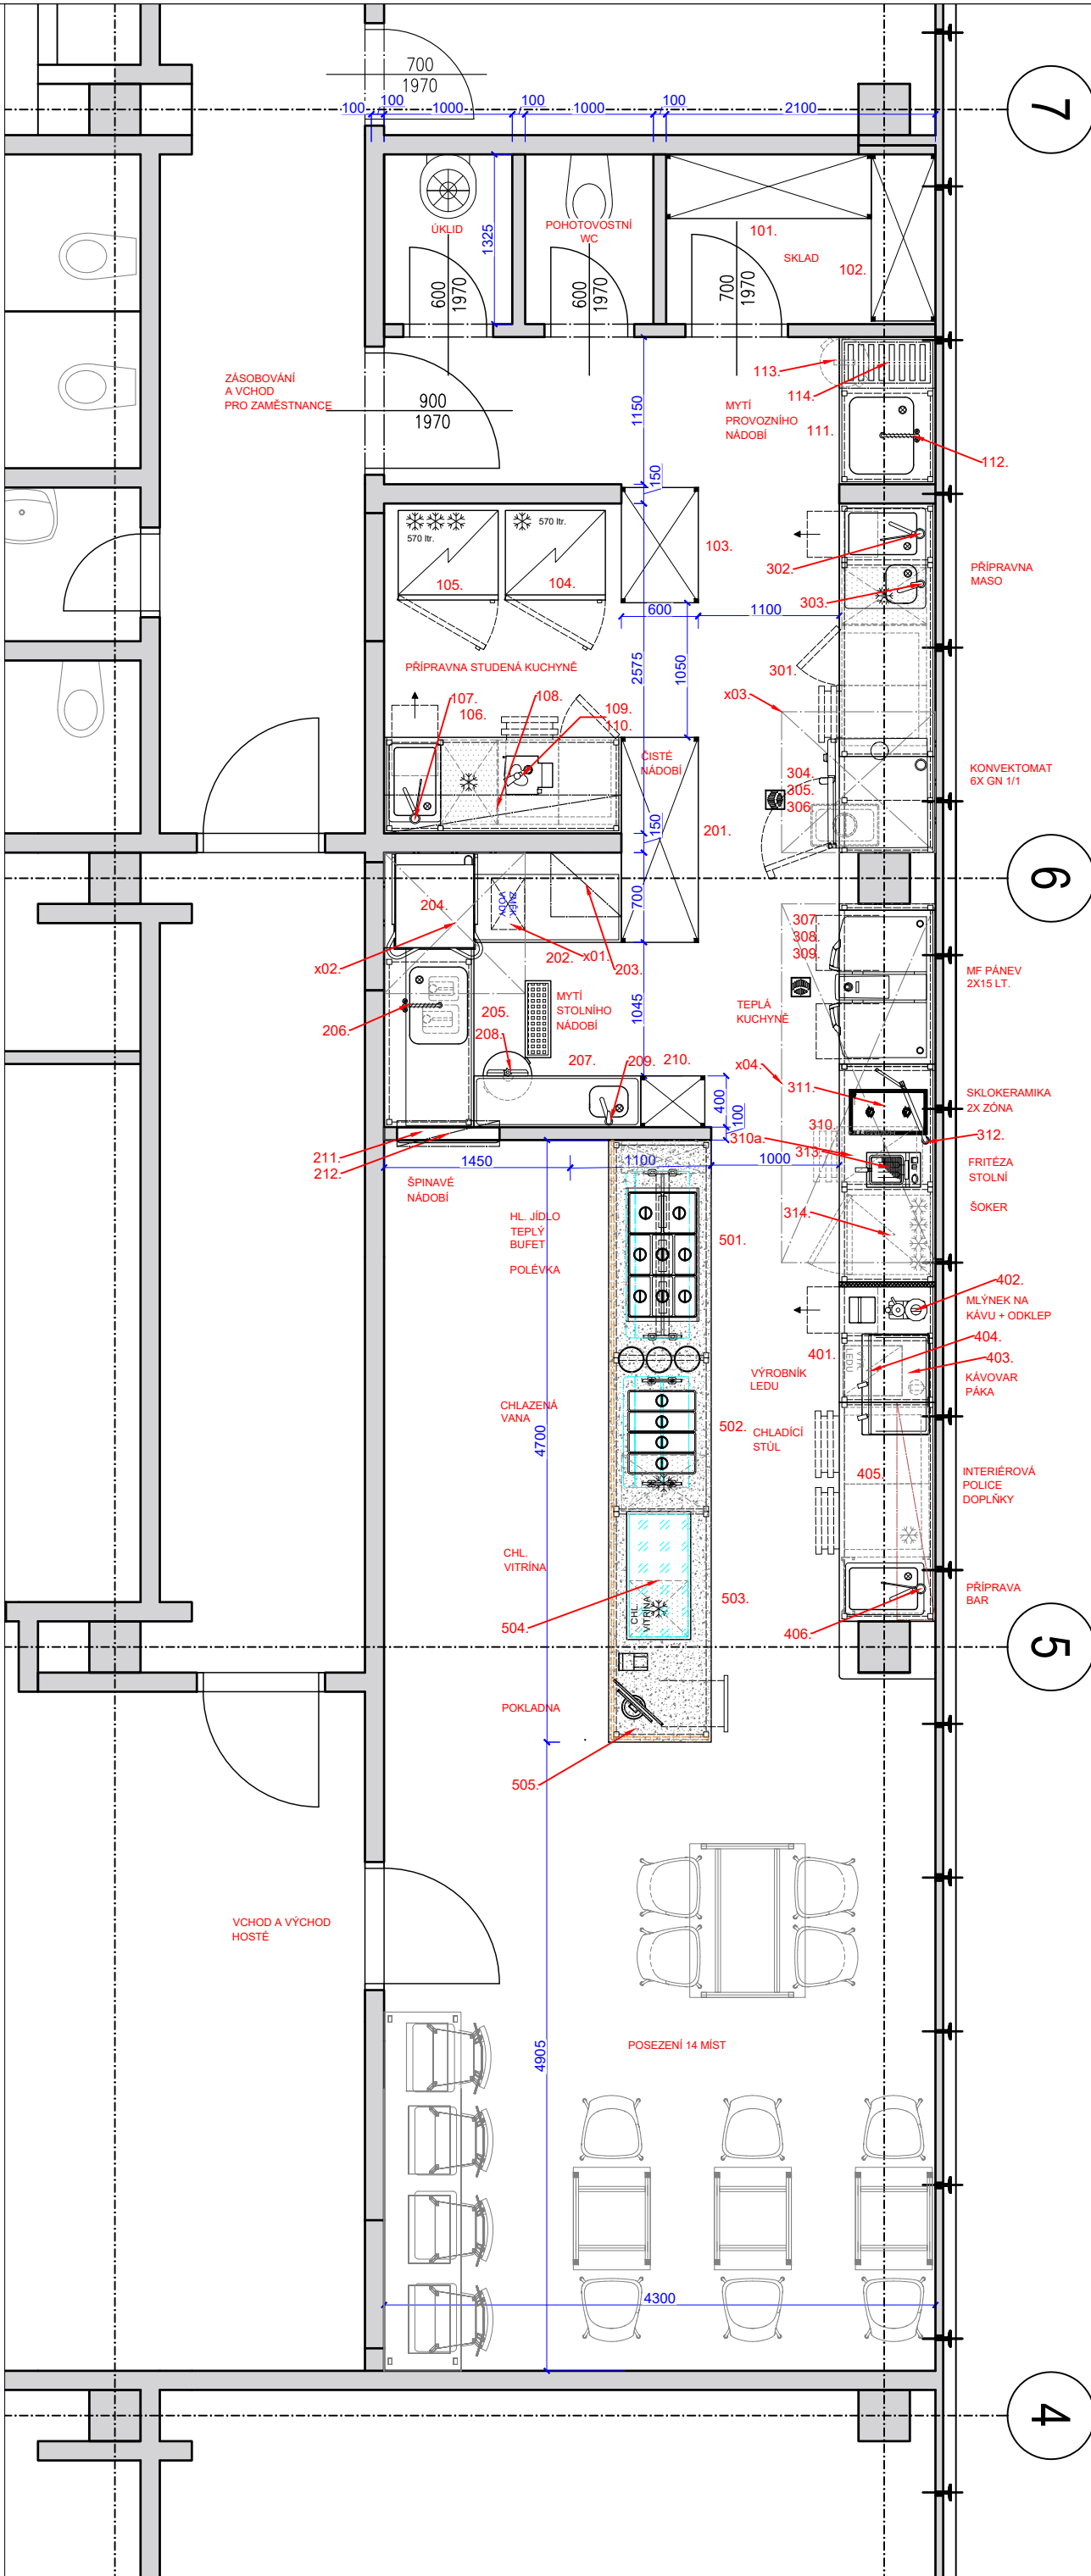 700
1970
7
100
100
1000
100
1000
100
2100
ÚKLID
1325
POHOTOVOSTNÍ
WC
101.
SKLAD
102.
600
1970
600
1970
700
1970
ZÁSOBOVÁNÍ
A VCHOD
PRO ZAMĚSTNANCE
900
1970
1150
113.
114.
MYTÍ
PROVOZNÍHO
NÁDOBÍ
111.
112.
150
570 ltr.
570 ltr.
105.
104.
103.
302.
303.
PŘÍPRAVNA
MASO
600
1100
2575
1050
PŘÍPRAVNA STUDENÁ KUCHYNĚ
301.
x03.
107.
106.
108.
109.
110.
ČISTÉ
NÁDOBÍ
304.
305.
306.
KONVEKTOMAT
6X GN 1/1
150
201.
6
204.
ZMĚK.
VODY
700
x02.
202.
x01.
203.
307.
308.
309.
MF PÁNEV
2X15 LT.
206.
205.
208.
MYTÍ
STOLNÍHO
NÁDOBÍ
1045
TEPLÁ
KUCHYNĚ
207.
209.
210.
x04.
311.
SKLOKERAMIKA
2X ZÓNA
400
100
310.
310a.
312.
313.
211.
212.
1450
1100
1000
FRITÉZA
STOLNÍ
ŠPINAVÉ
NÁDOBÍ
HL. JÍDLO
TEPLÝ
BUFET
POLÉVKA
501.
314.
ŠOKER
402.
MLÝNEK NA
KÁVU + ODKLEP
401.
404.
403.
VÝROBNÍK
LEDU
KÁVOVAR
PÁKA
CHLAZENÁ
VANA
4700
502.
CHLADÍCÍ
STŮL
405.
INTERIÉROVÁ
POLICE
DOPLŇKY
CHL.
VITRÍNA
CHL.
VITRÍNA
503.
504.
PŘÍPRAVA
BAR
406.
5
POKLADNA
505.
VCHOD A VÝCHOD
HOSTÉ
4905
POSEZENÍ 14 MÍST
4300
4